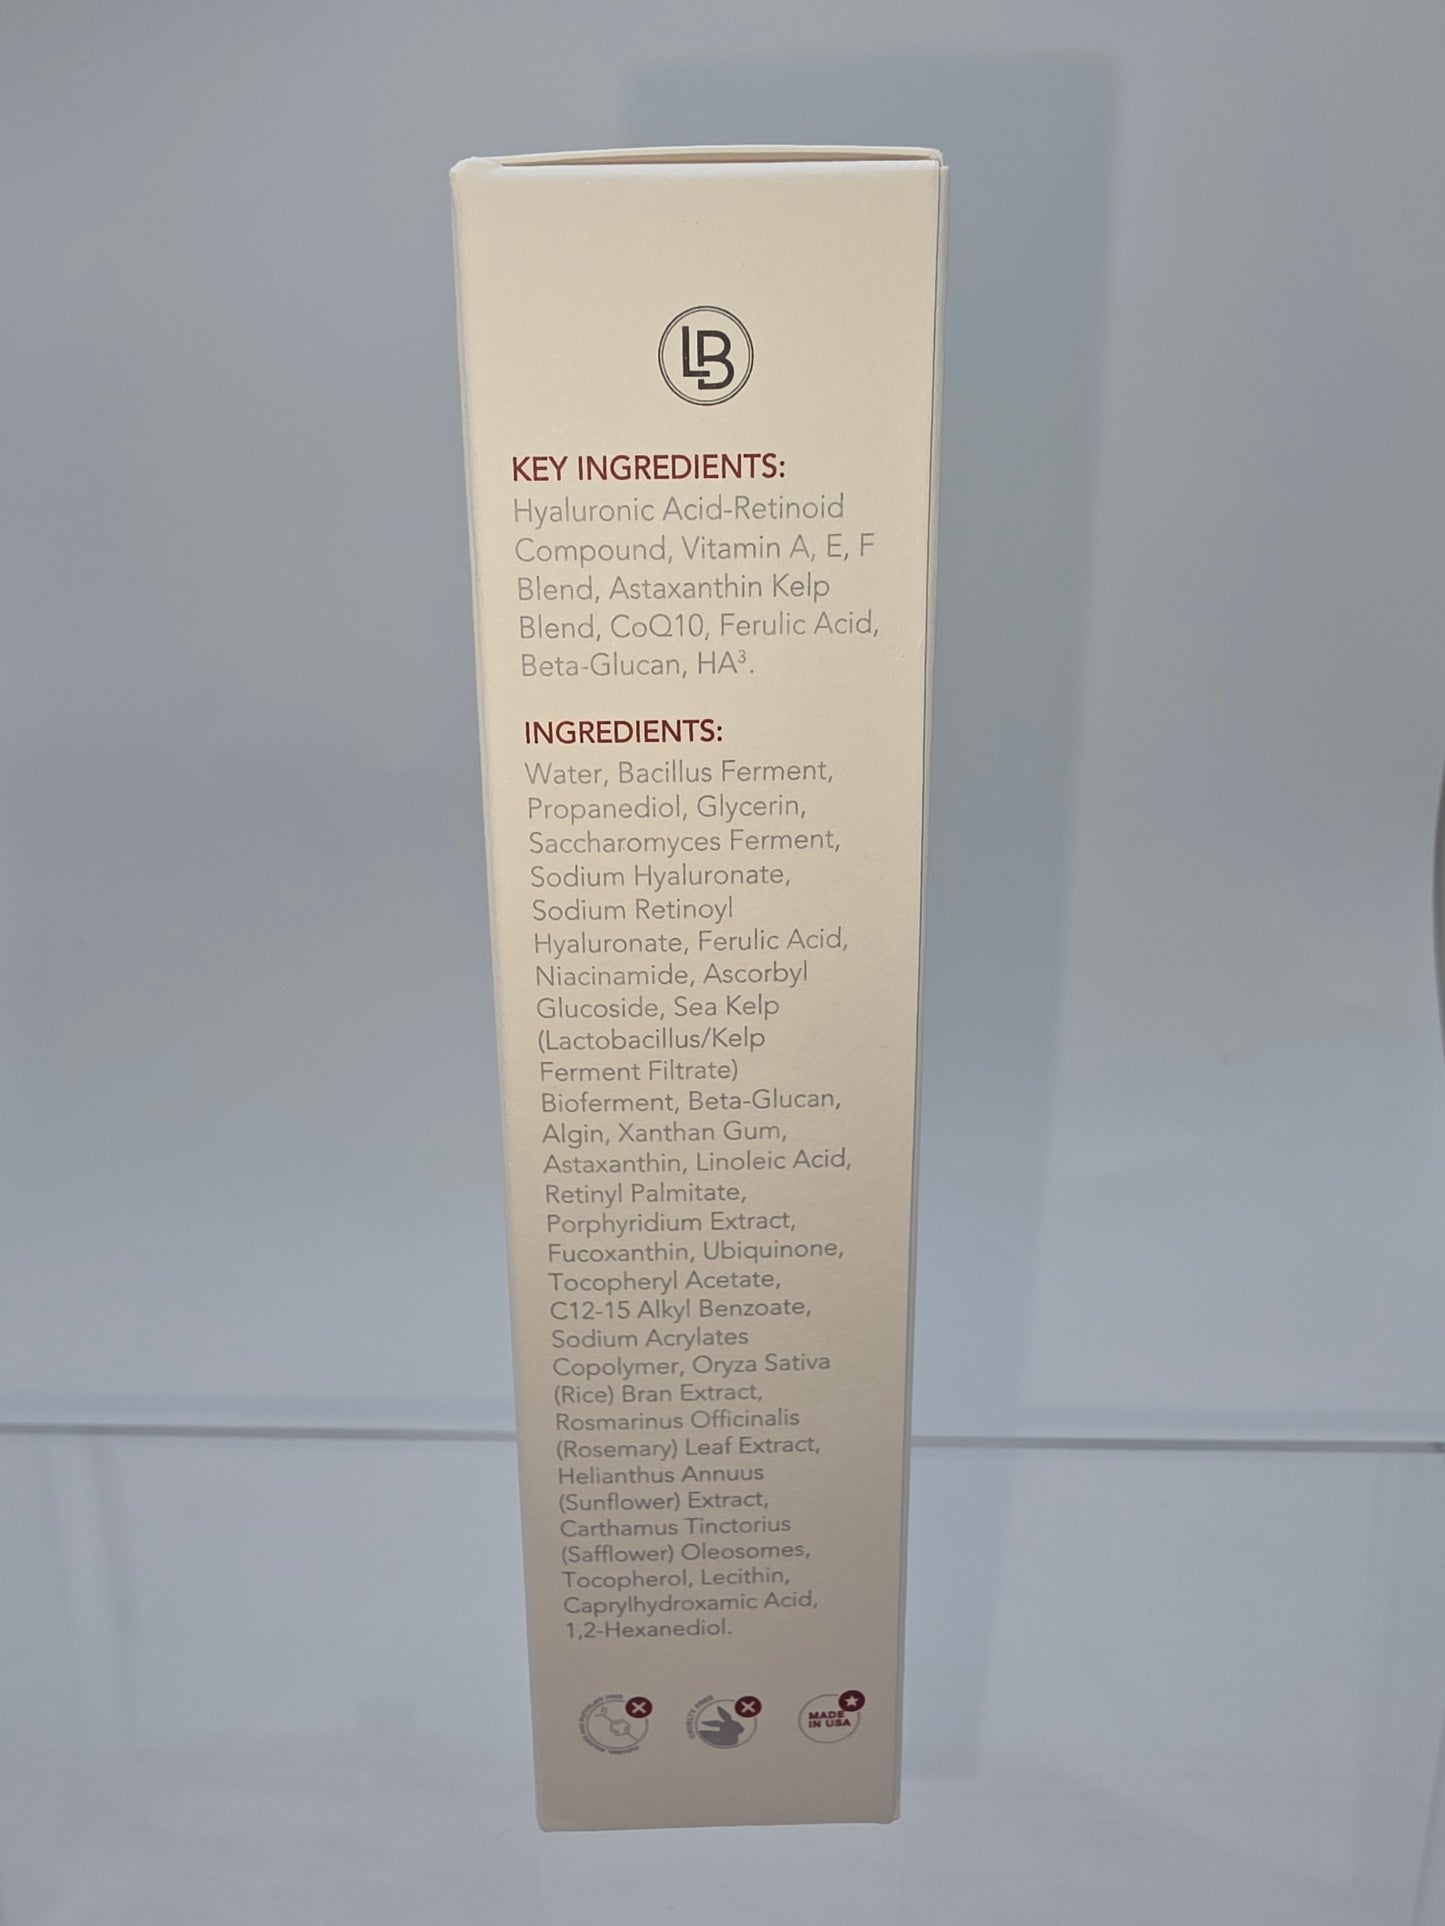 LB
KEY INGREDIENTS:
Hyaluronic Acid-Retinoid
Compound, Vitamin A, E, F
Blend, Astaxanthin Kelp
Blend, CoQ10, Ferulic Acid,
Beta-Glucan, HA³.
INGREDIENTS:
Water, Bacillus Ferment,
Propanediol, Glycerin,
Saccharomyces Ferment,
Sodium Hyaluronate,
Sodium Retinoyl
Hyaluronate, Ferulic Acid,
Niacinamide, Ascorbyl
Glucoside, Sea Kelp
(Lactobacillus/Kelp
Ferment Filtrate)
Bioferment, Beta-Glucan,
Algin, Xanthan Gum,
Astaxanthin, Linoleic Acid,
Retinyl Palmitate,
Porphyridium Extract,
Fucoxanthin, Ubiquinone,
Tocopheryl Acetate,
C12-15 Alkyl Benzoate,
Sodium Acrylates
Copolymer, Oryza Sativa
(Rice) Bran Extract,
Rosmarinus Officinalis
(Rosemary) Leaf Extract,
Helianthus Annuus
(Sunflower) Extract,
Carthamus Tinctorius
(Safflower) Oleosomes,
Tocopherol, Lecithin,
Caprylhydroxamic Acid,
1,2-Hexanediol.
CRUELTY FREE
MADE
IN USA